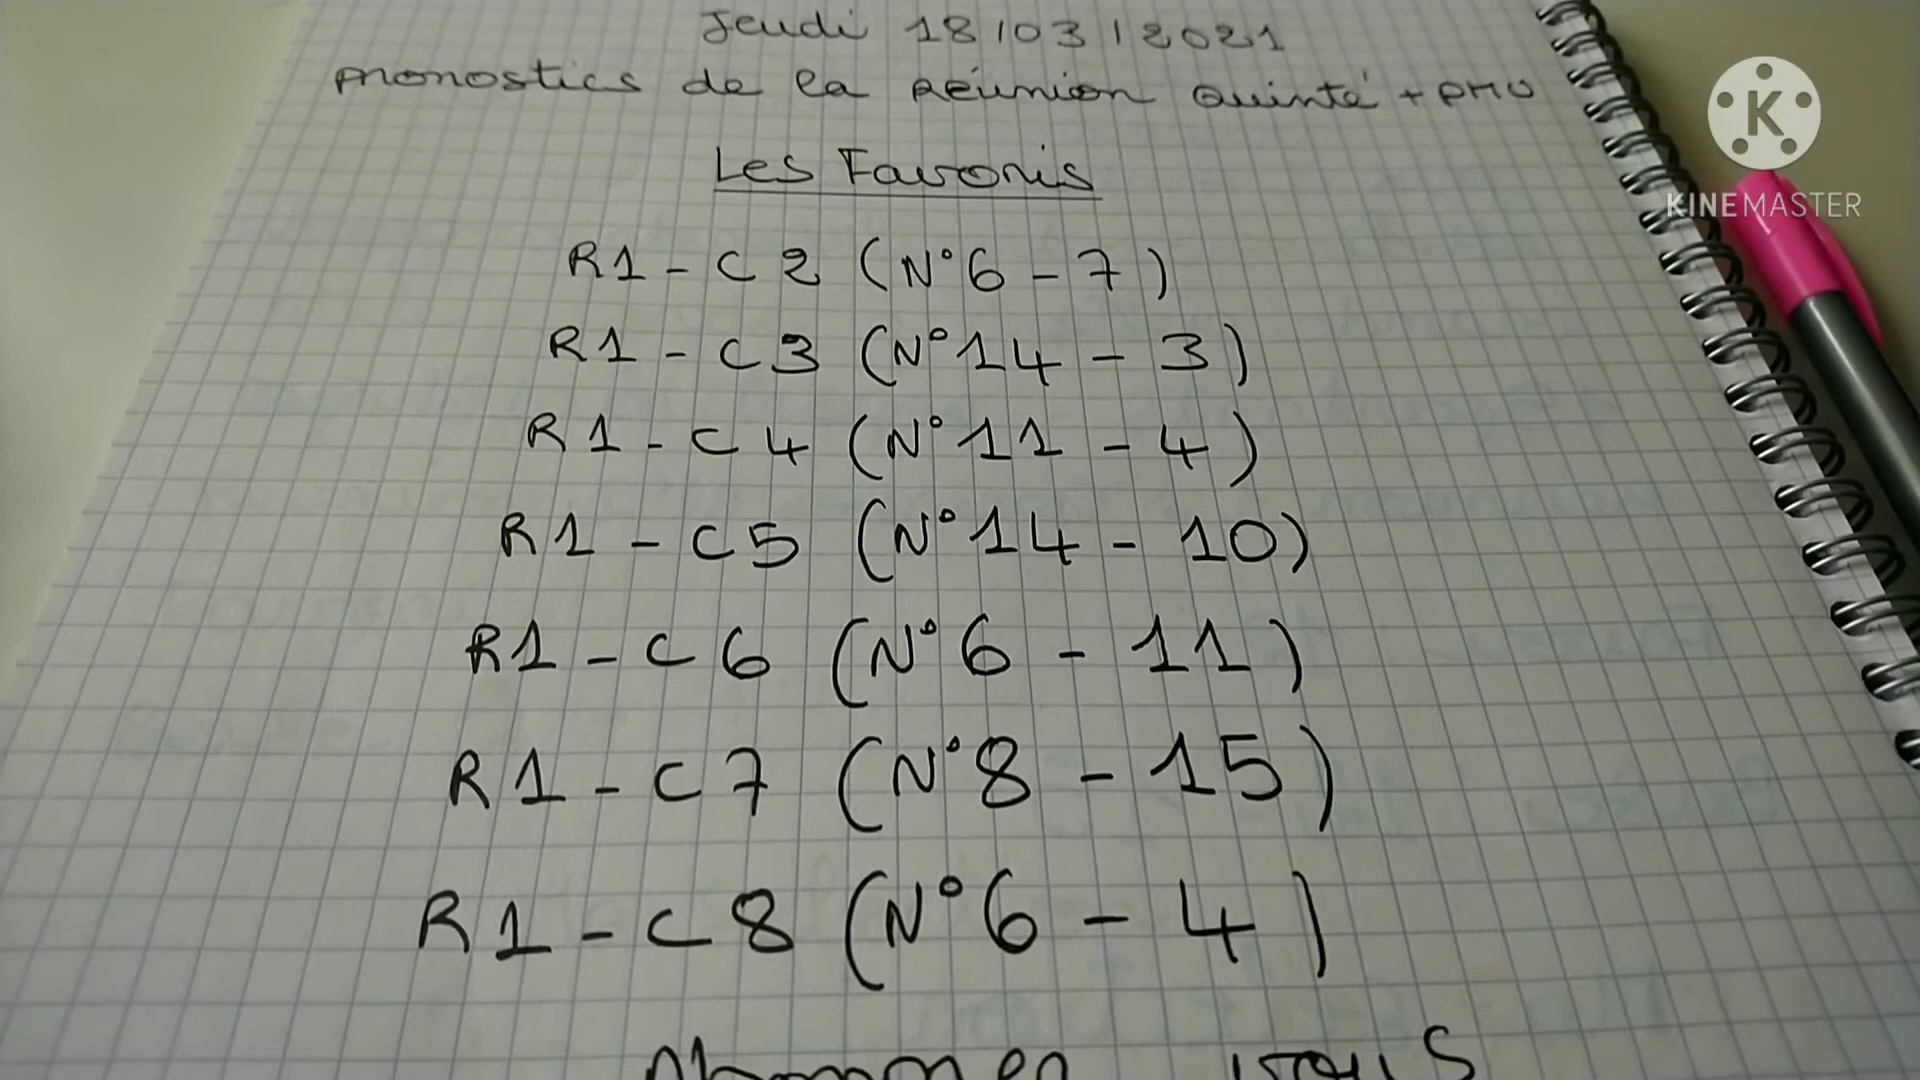 Jeudi 18/03/2021
pronostics de la Réunion Quinté + PMU
Les Favoris
R1 - C2 (N°6 - 7)
R1 - C3 (N°14 - 3)
R1 - C4 (N°11 - 4)
R1 - C5 (N°14 - 10)
R1 - C6 (N°6 - 11)
R1 - C7 (N°8 - 15)
R1 - C8 (N°6 - 4)
Abonnez vous
K
KINEMASTER